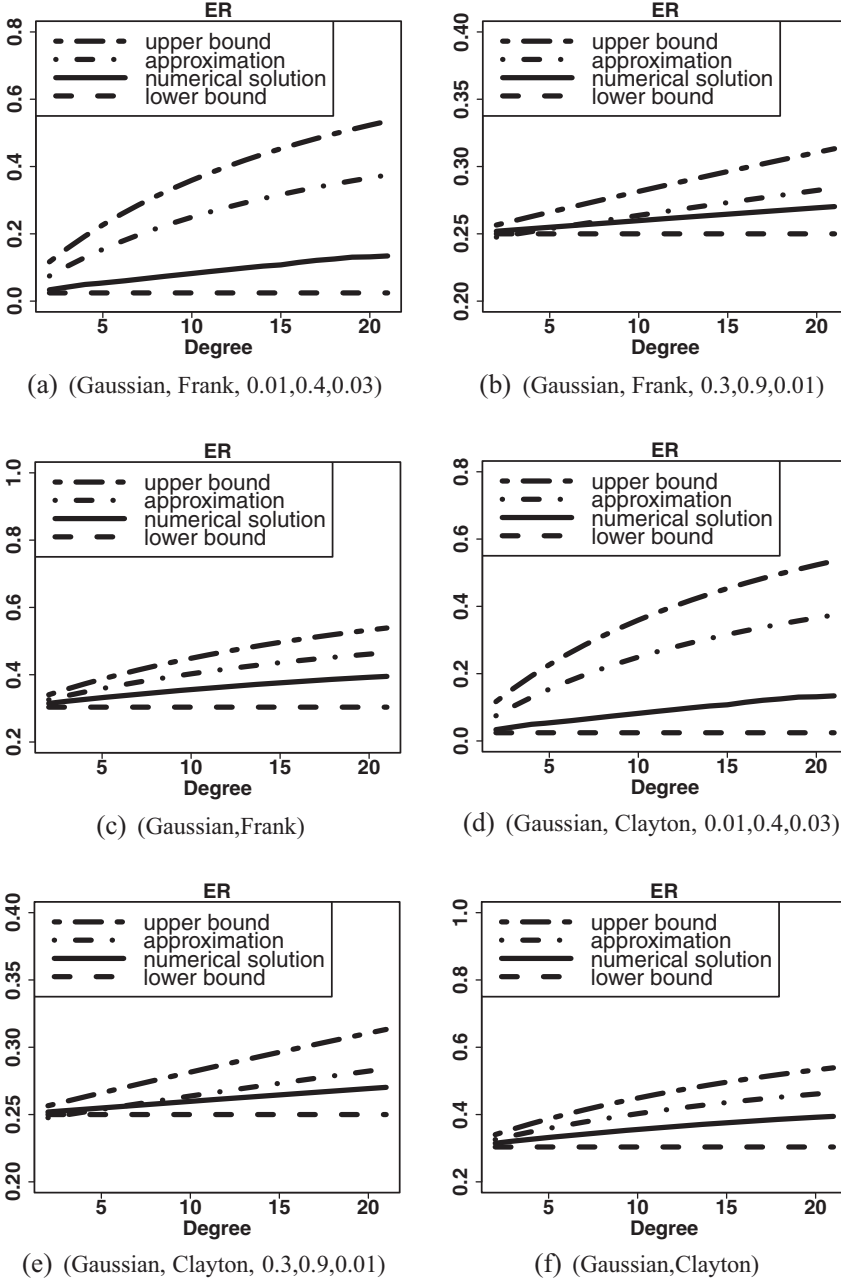 ER
0.0 0.2 0.4 0.6 0.8
upper bound
approximation
numerical solution
lower bound
5 10 15 20
Degree
(a) (Gaussian, Frank, 0.01,0.4,0.03)
ER
0.20 0.25 0.30 0.35 0.40
upper bound
approximation
numerical solution
lower bound
5 10 15 20
Degree
(b) (Gaussian, Frank, 0.3,0.9,0.01)
ER
0.2 0.4 0.6 0.8 1.0
upper bound
approximation
numerical solution
lower bound
5 10 15 20
Degree
(c) (Gaussian,Frank)
ER
0.0 0.2 0.4 0.6 0.8
upper bound
approximation
numerical solution
lower bound
5 10 15 20
Degree
(d) (Gaussian, Clayton, 0.01,0.4,0.03)
ER
0.20 0.25 0.30 0.35 0.40
upper bound
approximation
numerical solution
lower bound
5 10 15 20
Degree
(e) (Gaussian, Clayton, 0.3,0.9,0.01)
ER
0.2 0.4 0.6 0.8 1.0
upper bound
approximation
numerical solution
lower bound
5 10 15 20
Degree
(f) (Gaussian,Clayton)